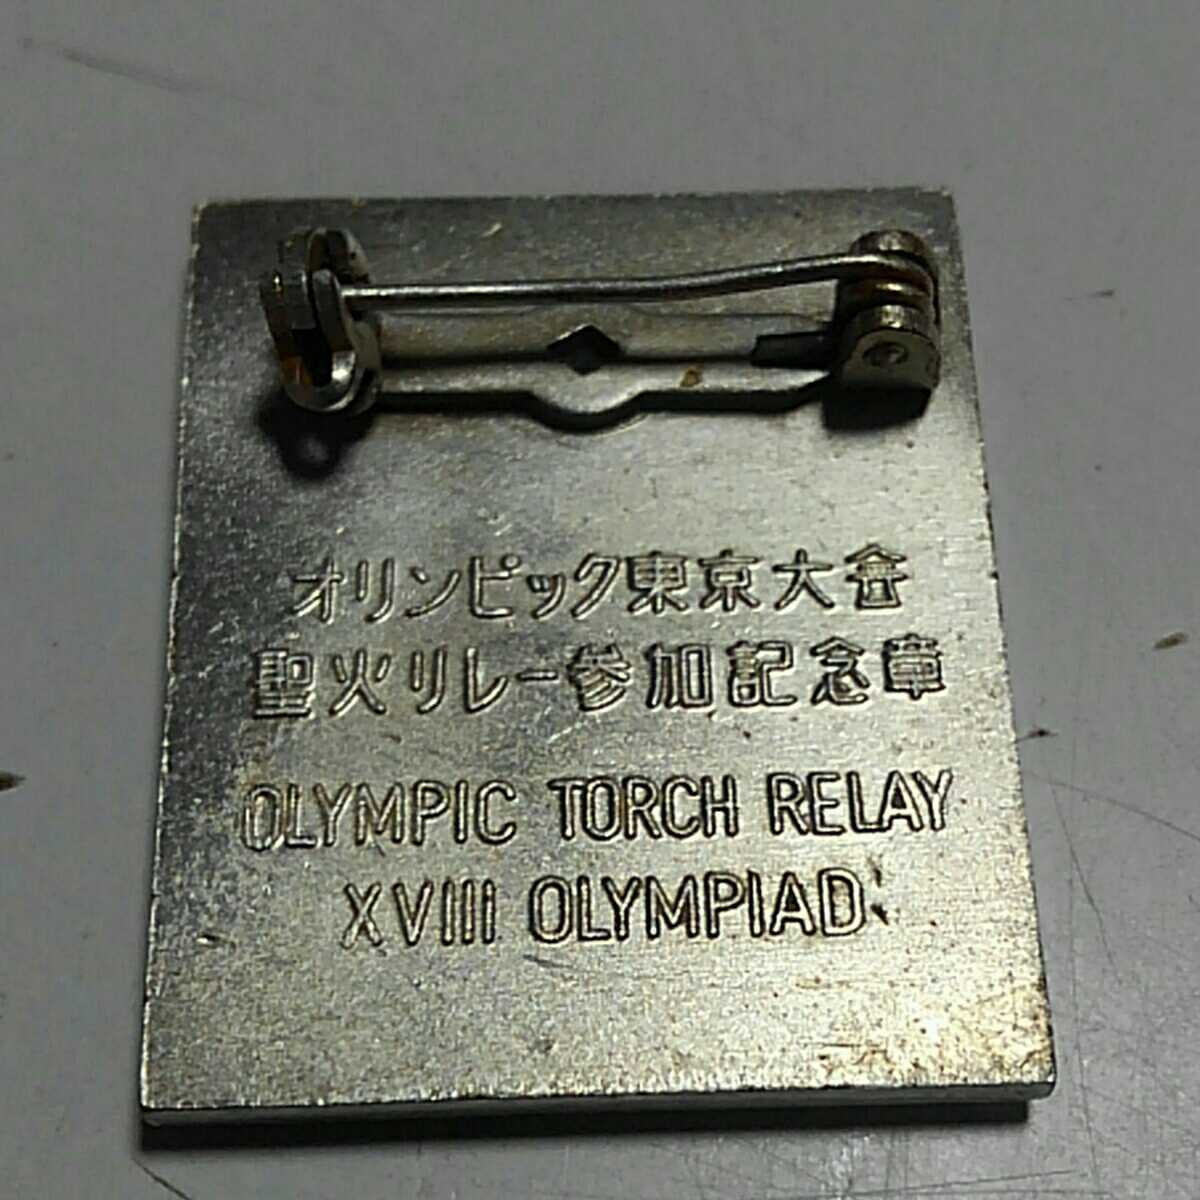 オリンピック東京大会
聖火リレー参加記念章
OLYMPIC TORCH RELAY
XVIII OLYMPIAD